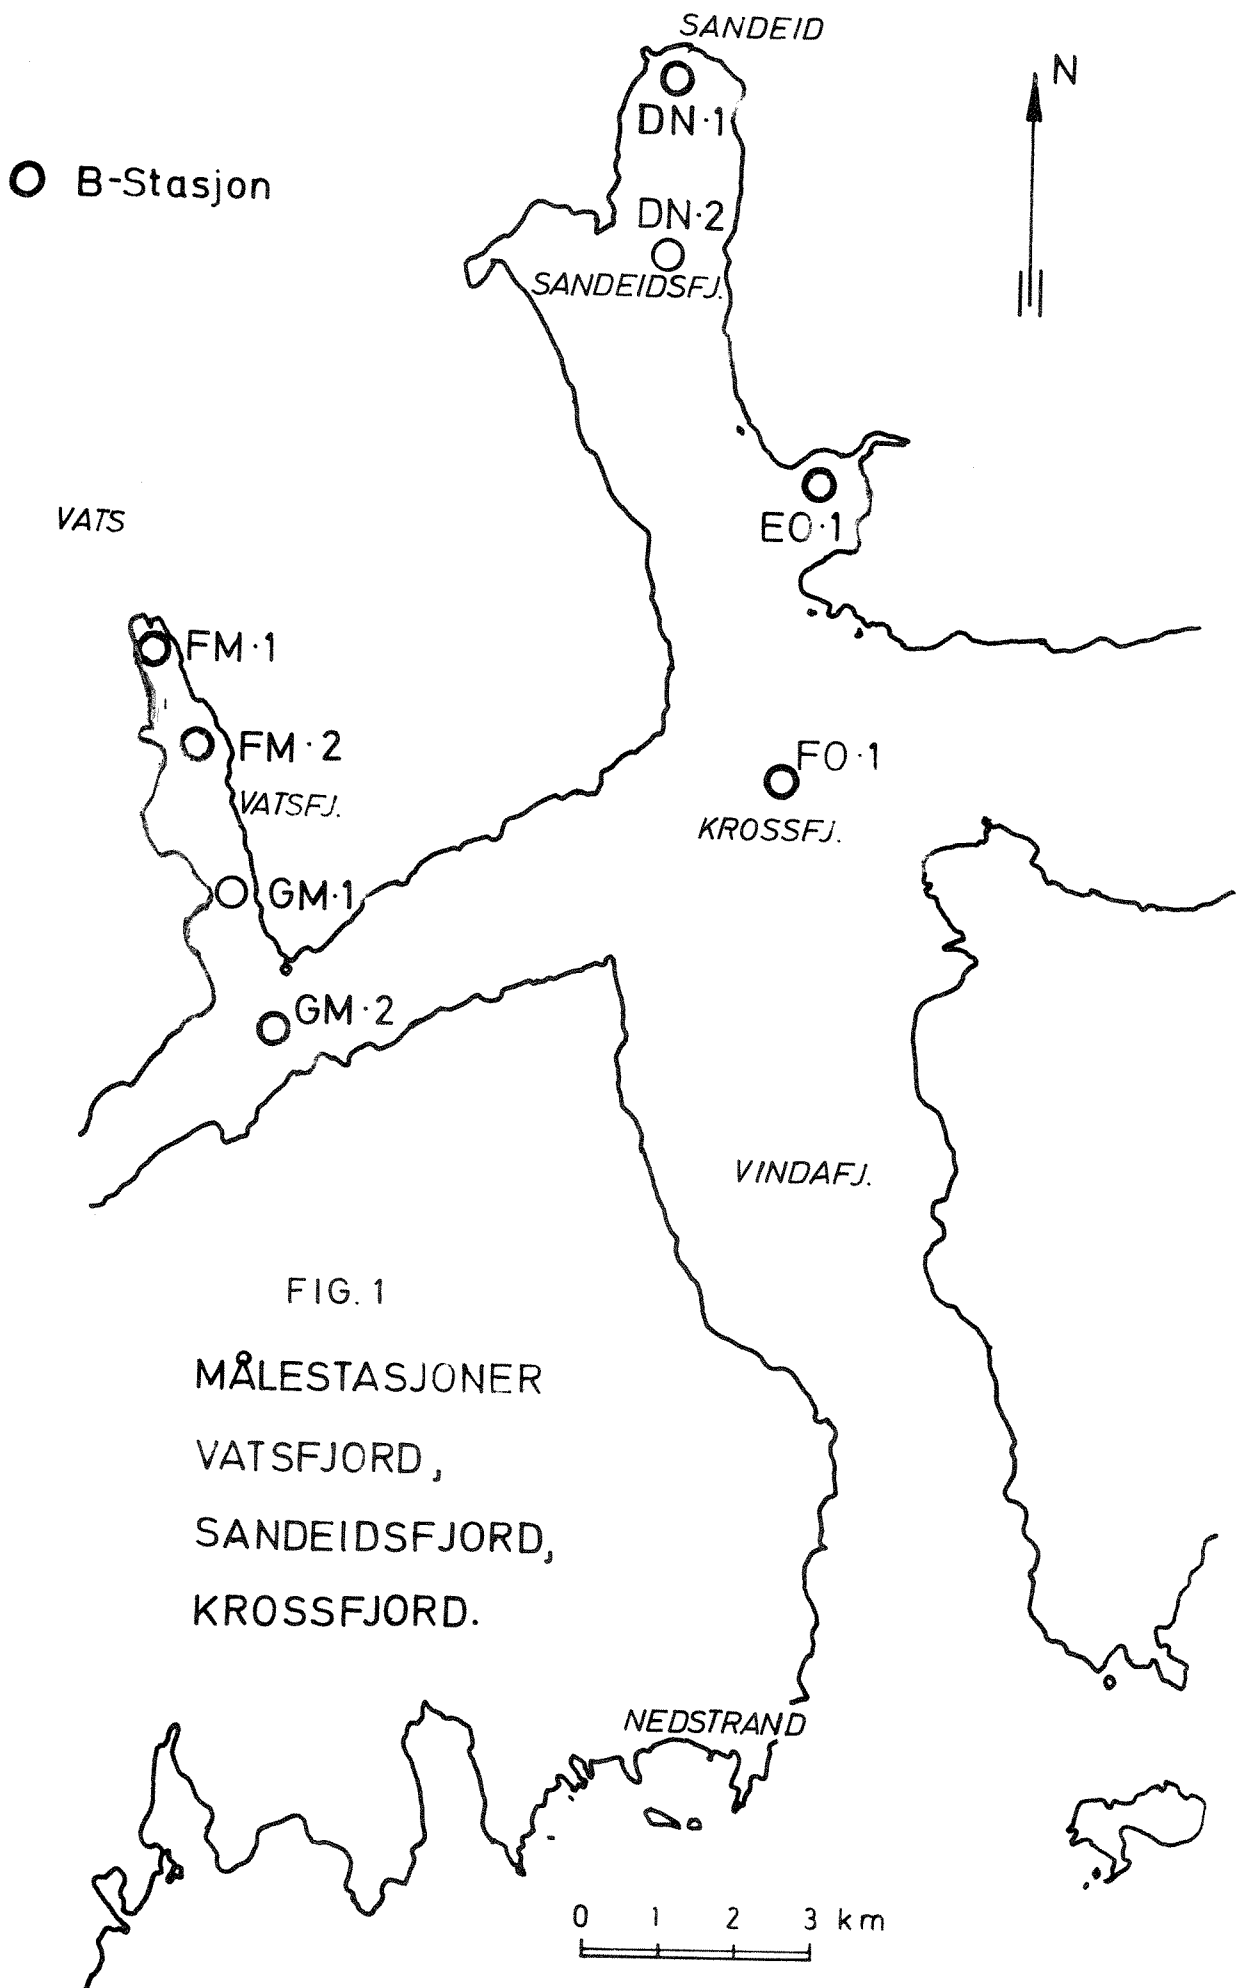 SANDEID
N
DN·1
B-Stasjon
DN·2
SANDEIDSFJ.
VATS
EO·1
FM·1
FM·2
FO·1
VATSFJ.
KROSSFJ.
GM·1
GM·2
VINDAFJ.
FIG. 1
MÅLESTASJONER
VATSFJORD,
SANDEIDSFJORD,
KROSSFJORD.
NEDSTRAND
0 1 2 3 km